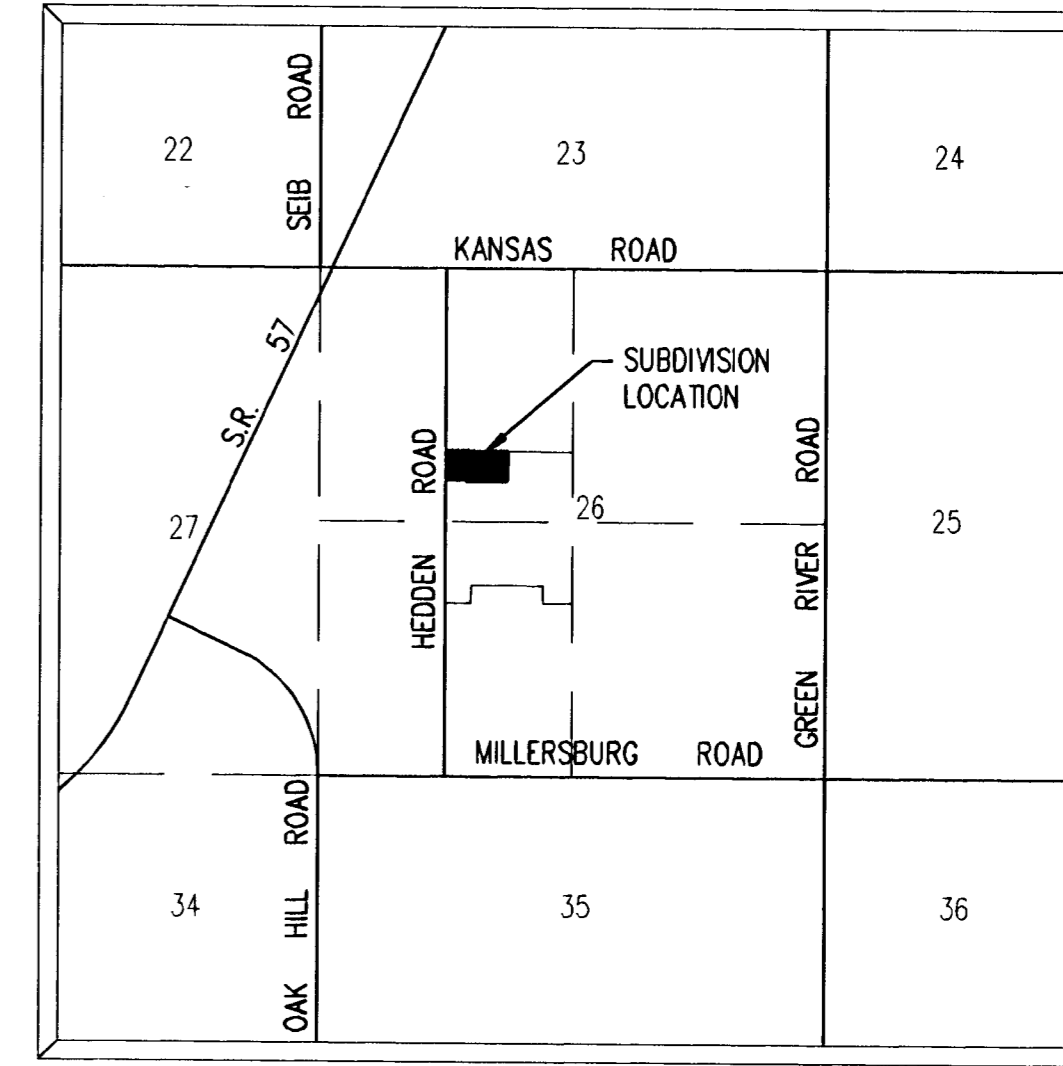 22
SEIB ROAD
23
24
KANSAS ROAD
S.R. 57
SUBDIVISION
LOCATION
HEDDEN ROAD
27
26
25
GREEN RIVER ROAD
MILLERSBURG ROAD
OAK HILL ROAD
34
35
36